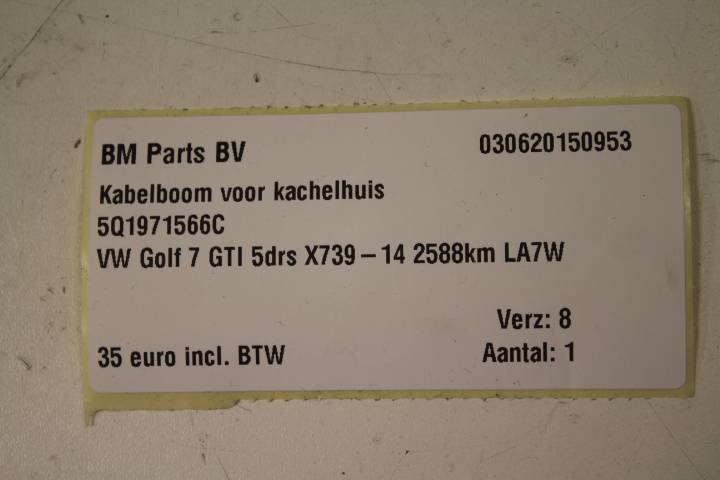 BM Parts BV 030620150953
Kabelboom voor kachelhuis
5Q1971566C
VW Golf 7 GTI 5drs X739-14 2588km LA7W
Verz: 8
35 euro incl. BTW Aantal: 1